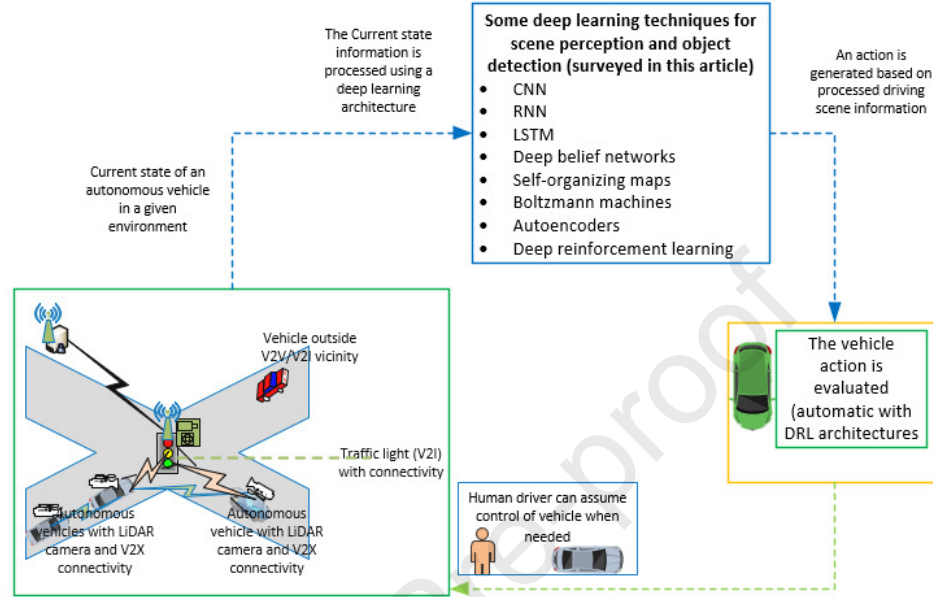 Some deep learning techniques for
scene perception and object
detection (surveyed in this article)
• CNN
• RNN
• LSTM
• Deep belief networks
• Self-organizing maps
• Boltzmann machines
• Autoencoders
• Deep reinforcement learning
The Current state
information is
processed using a
deep learning
architecture
An action is
generated based on
processed driving
scene information
Current state of an
autonomous vehicle
in a given
environment
Vehicle outside
V2V/V2I vicinity
Traffic light (V2I)
with connectivity
Autonomous
vehicles with LiDAR
camera and V2X
connectivity
Autonomous
vehicle with LiDAR
camera and V2X
connectivity
The vehicle
action is
evaluated
(automatic with
DRL architectures
Human driver can assume
control of vehicle when
needed
re proof